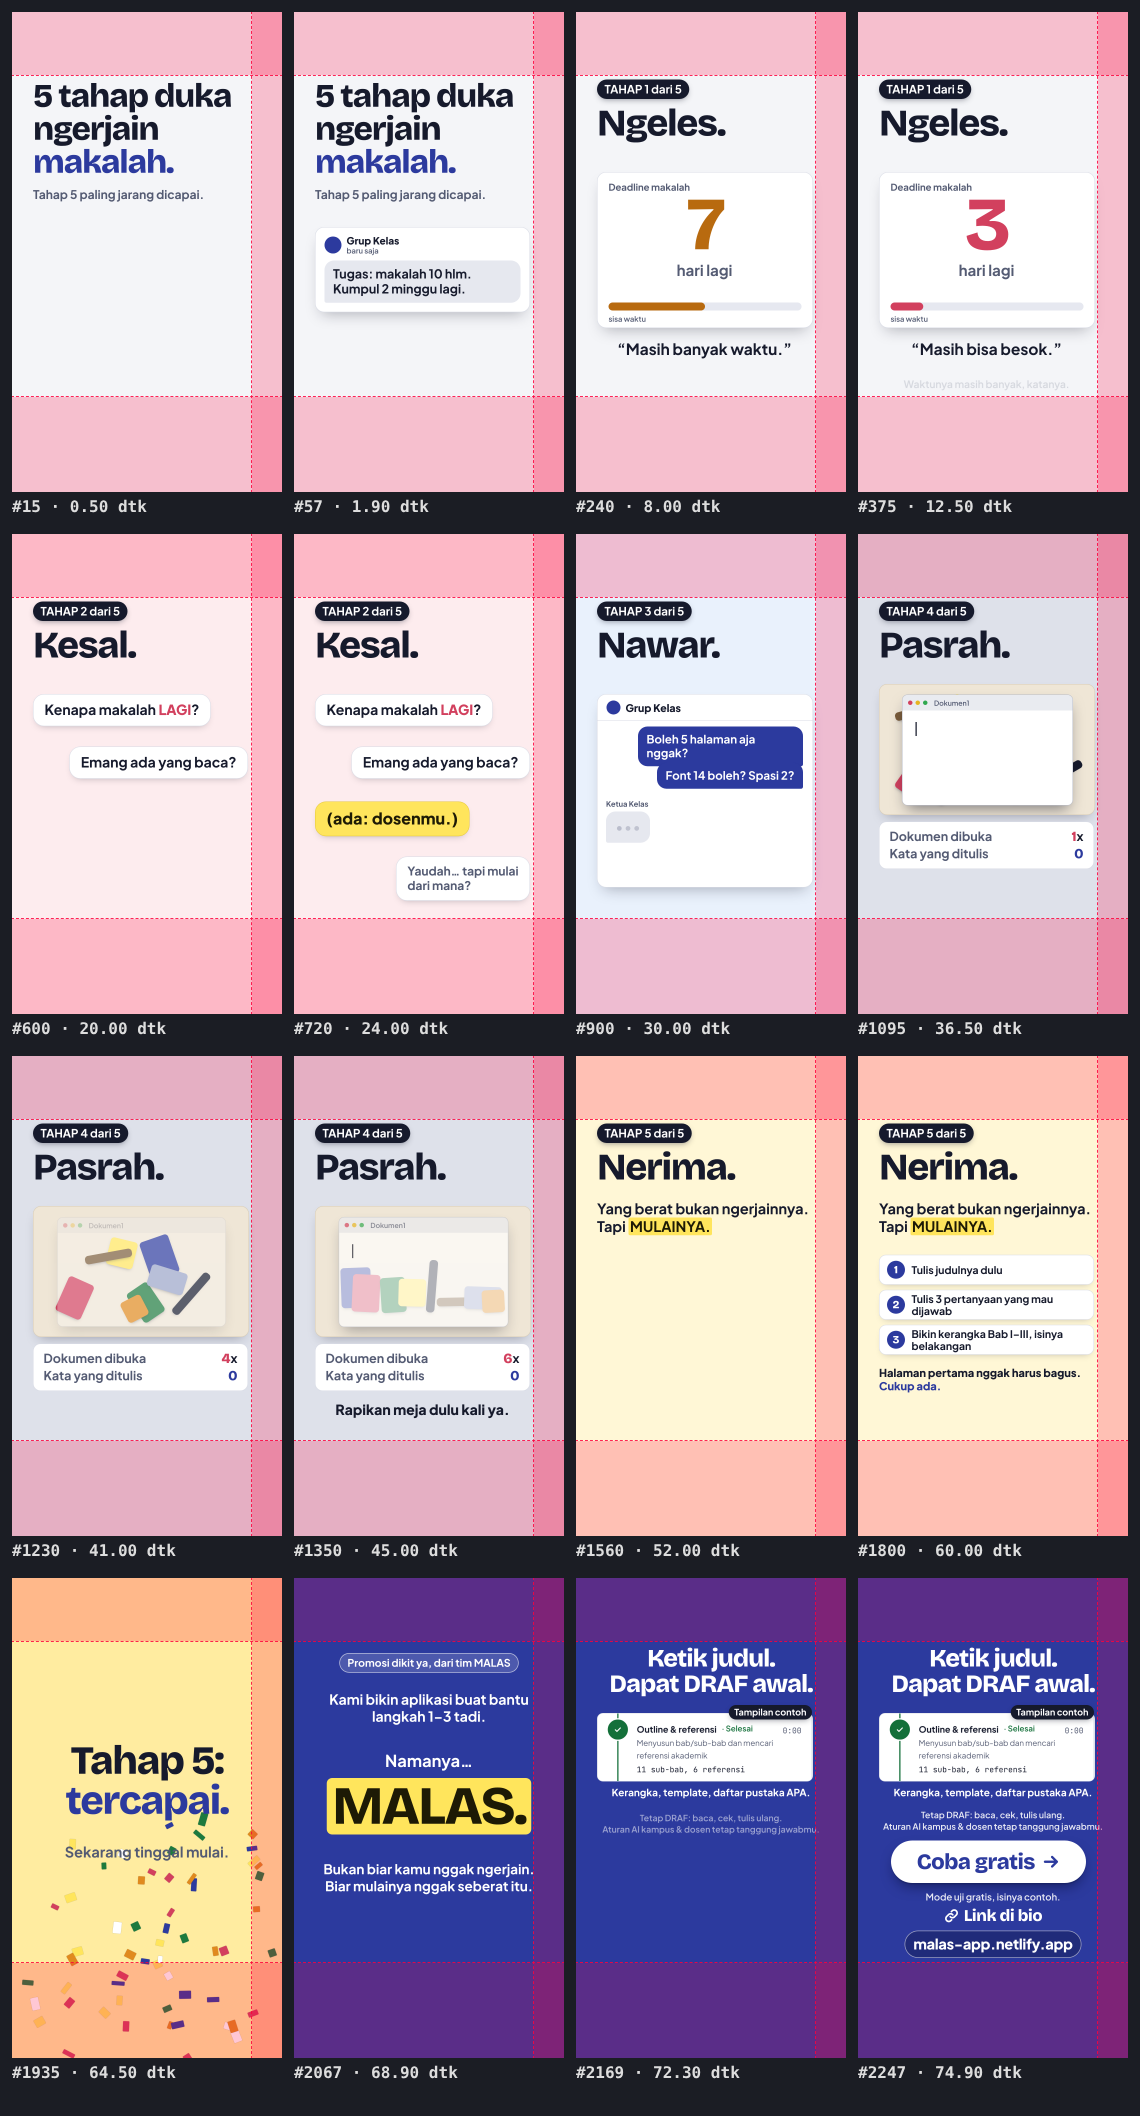 5 tahap duka
ngerjain
makalah.
Tahap 5 paling jarang dicapai.
#15 · 0.50 dtk
5 tahap duka
ngerjain
makalah.
Tahap 5 paling jarang dicapai.
Grup Kelas
baru saja
Tugas: makalah 10 hlm.
Kumpul 2 minggu lagi.
#57 · 1.90 dtk
TAHAP 1 dari 5
Ngeles.
Deadline makalah
7
hari lagi
sisa waktu
“Masih banyak waktu.”
#240 · 8.00 dtk
TAHAP 1 dari 5
Ngeles.
Deadline makalah
3
hari lagi
sisa waktu
“Masih bisa besok.”
Waktunya masih banyak, katanya.
#375 · 12.50 dtk
TAHAP 2 dari 5
Kesal.
Kenapa makalah LAGI?
Emang ada yang baca?
#600 · 20.00 dtk
TAHAP 2 dari 5
Kesal.
Kenapa makalah LAGI?
Emang ada yang baca?
(ada: dosenmu.)
Yaudah... tapi mulai
dari mana?
#720 · 24.00 dtk
TAHAP 3 dari 5
Nawar.
Grup Kelas
Boleh 5 halaman aja
nggak?
Font 14 boleh? Spasi 2?
Ketua Kelas
#900 · 30.00 dtk
TAHAP 4 dari 5
Pasrah.
Dokumen1
Dokumen dibuka 1x
Kata yang ditulis 0
#1095 · 36.50 dtk
TAHAP 4 dari 5
Pasrah.
Dokumen1
Dokumen dibuka 4x
Kata yang ditulis 0
#1230 · 41.00 dtk
TAHAP 4 dari 5
Pasrah.
Dokumen1
Dokumen dibuka 6x
Kata yang ditulis 0
Rapikan meja dulu kali ya.
#1350 · 45.00 dtk
TAHAP 5 dari 5
Nerima.
Yang berat bukan ngerjainnya.
Tapi MULAINYA.
#1560 · 52.00 dtk
TAHAP 5 dari 5
Nerima.
Yang berat bukan ngerjainnya.
Tapi MULAINYA.
1 Tulis judulnya dulu
2 Tulis 3 pertanyaan yang mau
dijawab
3 Bikin kerangka Bab I–III, isinya
belakangan
Halaman pertama nggak harus bagus.
Cukup ada.
#1800 · 60.00 dtk
Tahap 5:
tercapai.
Sekarang tinggal mulai.
#1935 · 64.50 dtk
Promosi dikit ya, dari tim MALAS
Kami bikin aplikasi buat bantu
langkah 1–3 tadi.
Namanya...
MALAS.
Bukan biar kamu nggak ngerjain.
Biar mulainya nggak seberat itu.
#2067 · 68.90 dtk
Ketik judul.
Dapat DRAF awal.
Tampilan contoh
Outline & referensi · Selesai 0:00
Menyusun bab/sub-bab dan mencari
referensi akademik
11 sub-bab, 6 referensi
Kerangka, template, daftar pustaka APA.
Tetap DRAF: baca, cek, tulis ulang.
Aturan AI kampus & dosen tetap tanggung jawabmu.
#2169 · 72.30 dtk
Ketik judul.
Dapat DRAF awal.
Tampilan contoh
Outline & referensi · Selesai 0:00
Menyusun bab/sub-bab dan mencari
referensi akademik
11 sub-bab, 6 referensi
Kerangka, template, daftar pustaka APA.
Tetap DRAF: baca, cek, tulis ulang.
Aturan AI kampus & dosen tetap tanggung jawabmu.
Coba gratis →
Mode uji gratis, isinya contoh.
Link di bio
malas-app.netlify.app
#2247 · 74.90 dtk